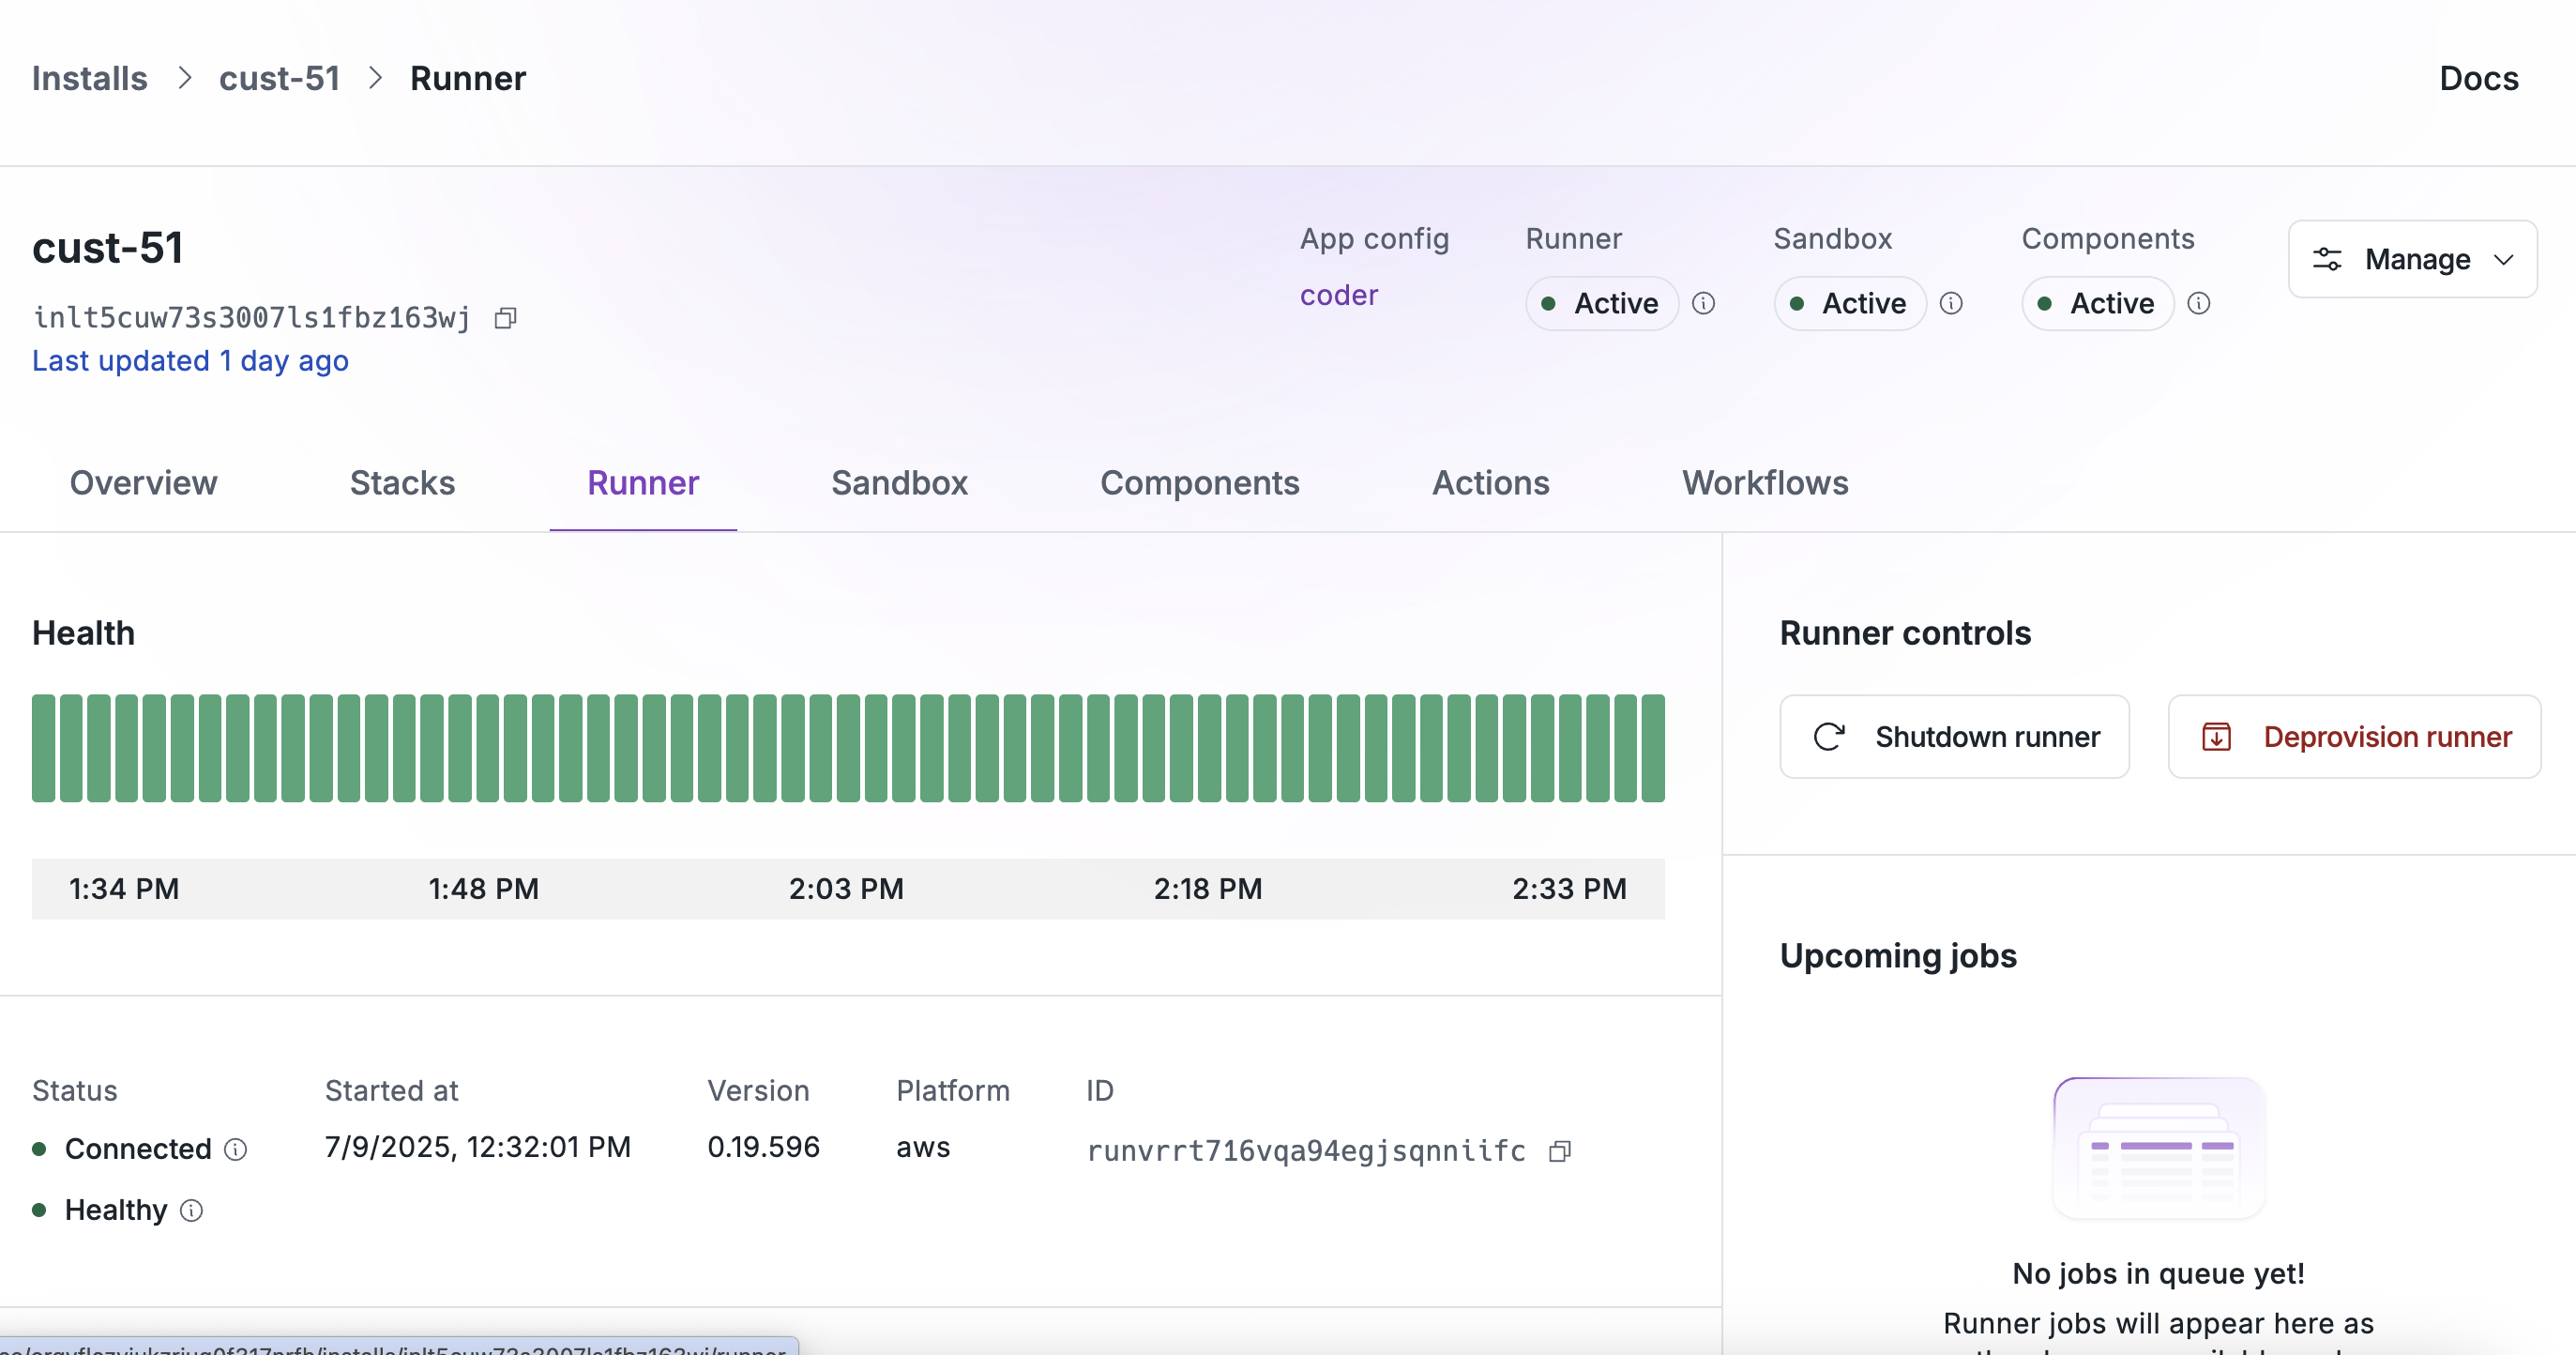 Installs > cust-51 > Runner
Docs
cust-51
inlt5cuw73s3007ls1fbz163wj
Last updated 1 day ago
App config
coder
Runner
Active
Sandbox
Active
Components
Active
Manage
Overview
Stacks
Runner
Sandbox
Components
Actions
Workflows
Health
1:34 PM
1:48 PM
2:03 PM
2:18 PM
2:33 PM
Status
Connected
Healthy
Started at
7/9/2025, 12:32:01 PM
Version
0.19.596
Platform
aws
ID
runvrrt716vqa94egjsqnniifc
Runner controls
Shutdown runner
Deprovision runner
Upcoming jobs
No jobs in queue yet!
Runner jobs will appear here as